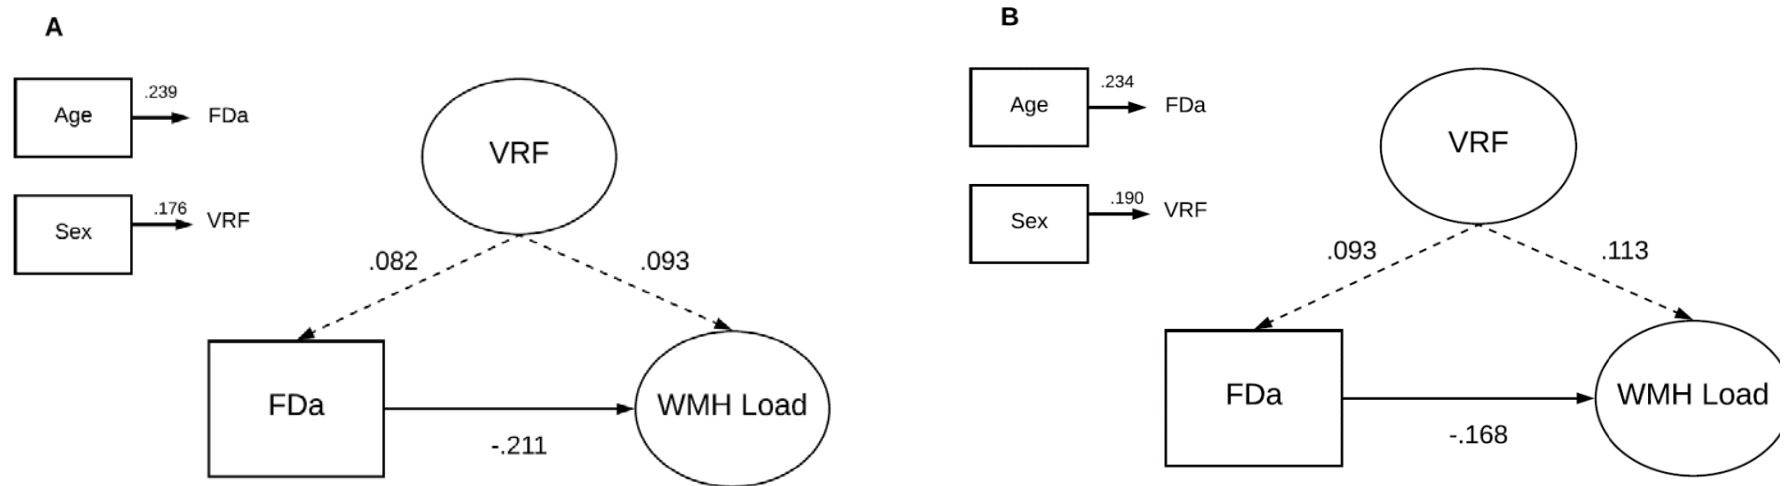 A
Age
.239
FDa
Sex
.176
VRF
VRF
.082
.093
FDa
WMH Load
-.211
B
Age
.234
FDa
Sex
.190
VRF
VRF
.093
.113
FDa
WMH Load
-.168